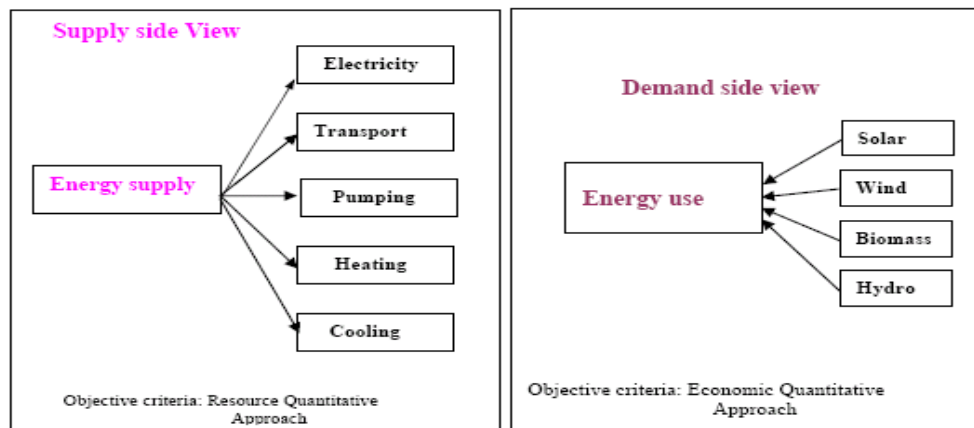 Supply side View
Electricity
Transport
Energy supply
Pumping
Heating
Cooling
Objective criteria: Resource Quantitative
Approach
Demand side view
Solar
Energy use
Wind
Biomass
Hydro
Objective criteria: Economic Quantitative
Approach